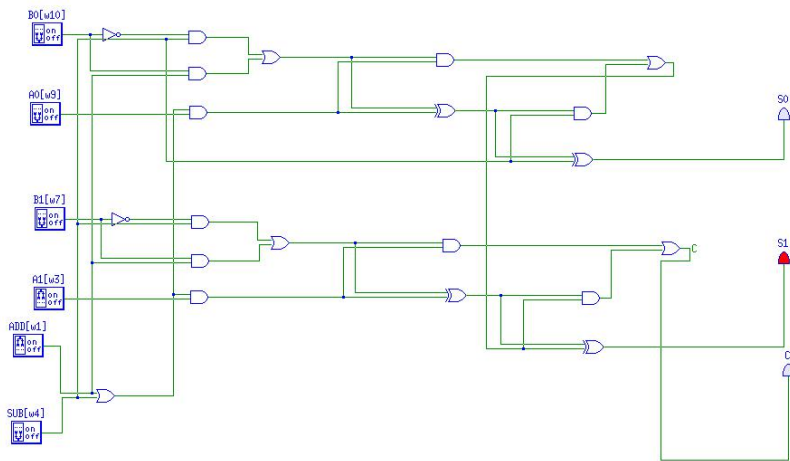 B0[w10]
on
off
A0[w9]
on
off
S0
B1[w7]
on
off
S1
C
A1[w3]
on
off
ADD[w1]
on
off
C
SUB[w4]
on
off